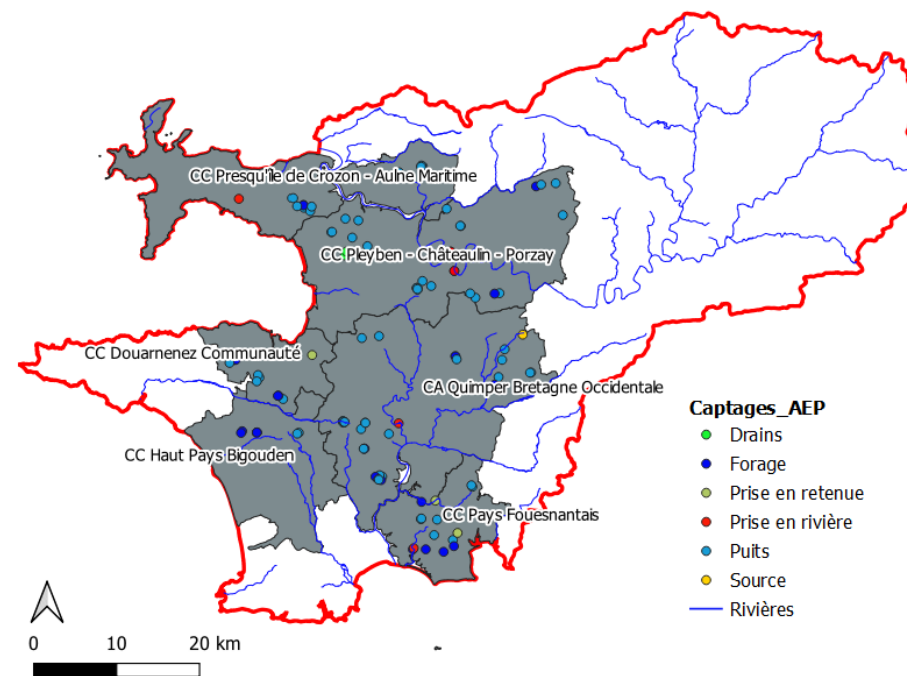 CC Presqu'île de Crozon - Aulne Maritime
CC Pleyben - Châteaulin - Porzay
CC Douarnenez Communauté
CA Quimper Bretagne Occidentale
CC Haut Pays Bigouden
CC Pays Fouesnantais
Captages_AEP
Drains
Forage
Prise en retenue
Prise en rivière
Puits
Source
Rivières
0 10 20 km